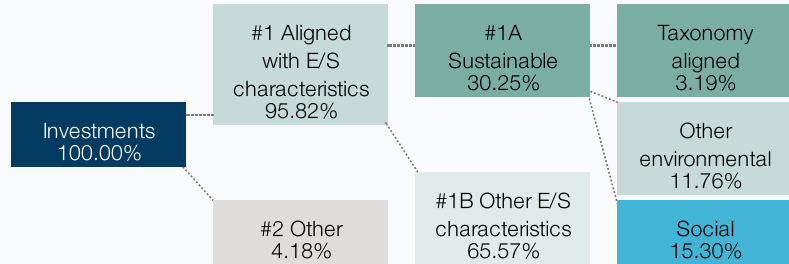 Investments
100.00%
#1 Aligned
with E/S
characteristics
95.82%
#2 Other
4.18%
#1A
Sustainable
30.25%
#1B Other E/S
characteristics
65.57%
Taxonomy
aligned
3.19%
Other
environmental
11.76%
Social
15.30%